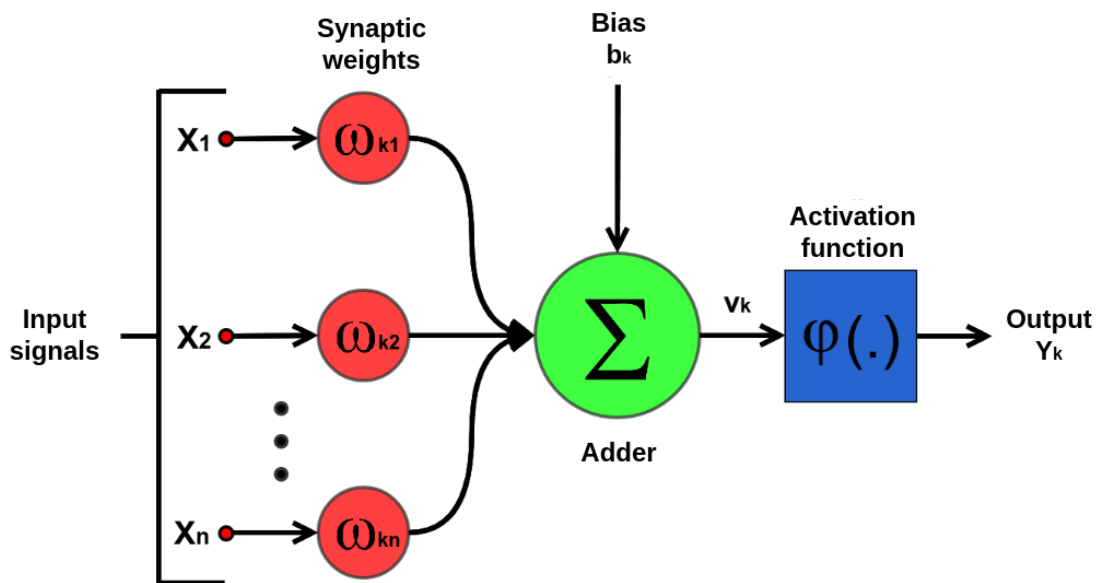 Synaptic
weights
Bias
bₖ
X₁
ωₖ₁
Activation
function
Input
signals
X₂
ωₖ₂
Σ
vₖ
φ(.)
Output
Yₖ
Adder
Xₙ
ωₖₙ